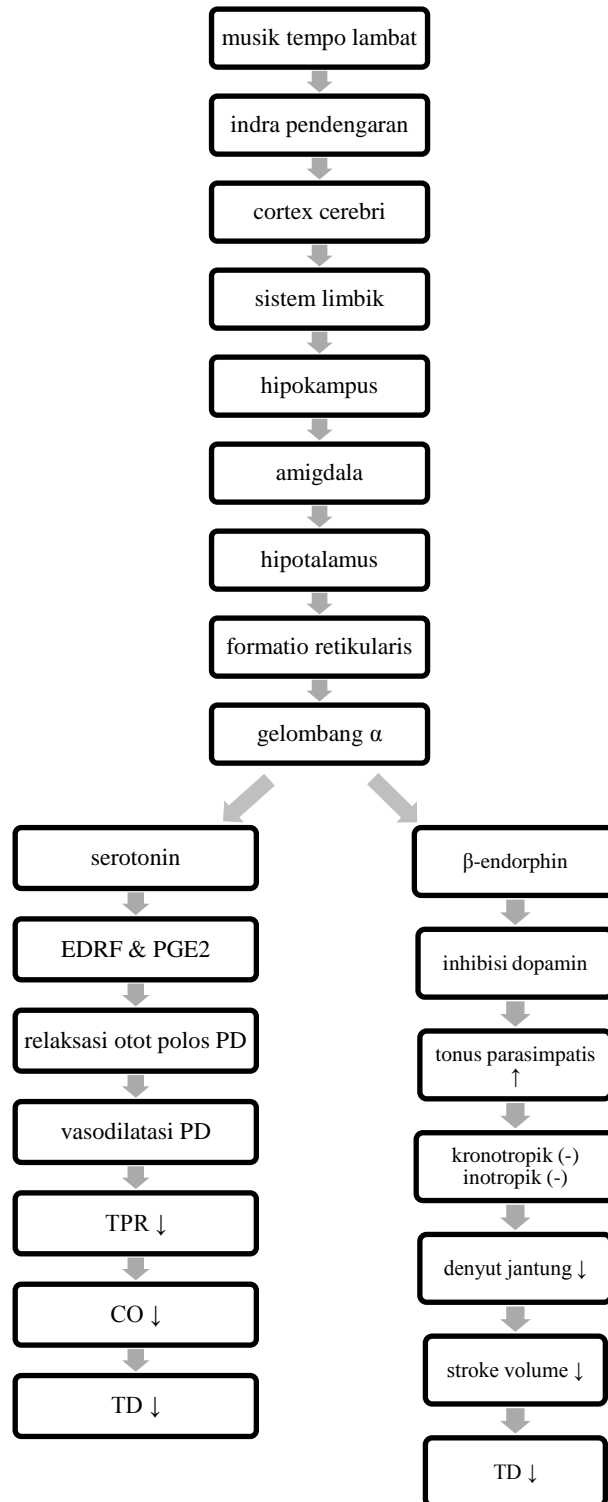 musik tempo lambat
indra pendengaran
cortex cerebri
sistem limbik
hipokampus
amigdala
hipotalamus
formatio retikularis
gelombang α
serotonin
EDRF & PGE2
relaksasi otot polos PD
vasodilatasi PD
TPR ↓
CO ↓
TD ↓
β-endorphin
inhibisi dopamin
tonus parasimpatis
↑
kronotropik (-)
inotropik (-)
denyut jantung ↓
stroke volume ↓
TD ↓